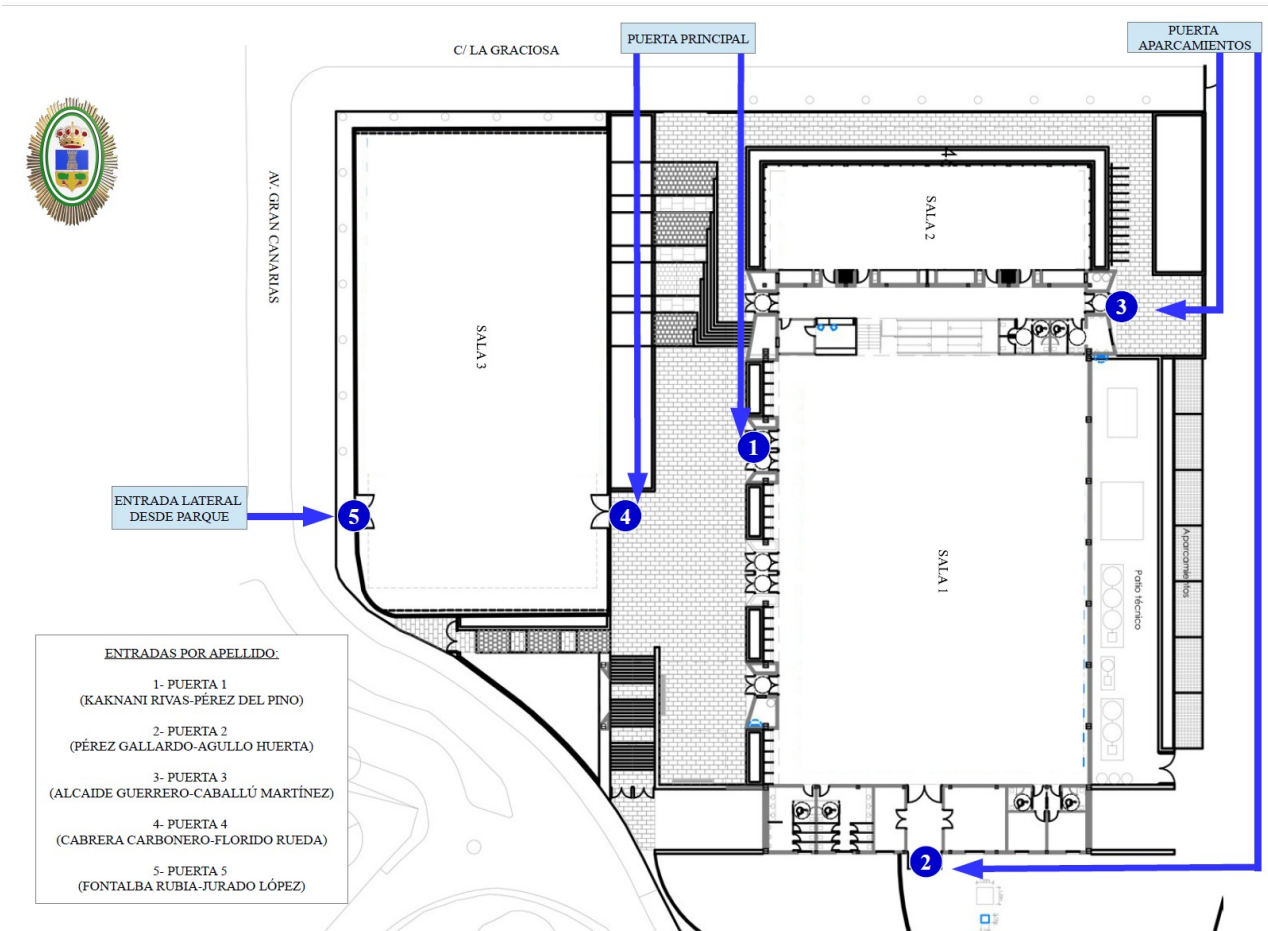 C/ LA GRACIOSA
PUERTA PRINCIPAL
PUERTA
APARCAMIENTOS
AV. GRAN CANARIAS
SALA 3
SALA 2
SALA 1
3
1
4
5
2
ENTRADA LATERAL
DESDE PARQUE
Patio técnico
Aparcamientos
ENTRADAS POR APELLIDO:
1- PUERTA 1
(KAKNANI RIVAS-PÉREZ DEL PINO)
2- PUERTA 2
(PÉREZ GALLARDO-AGULLO HUERTA)
3- PUERTA 3
(ALCAIDE GUERRERO-CABALLÚ MARTÍNEZ)
4- PUERTA 4
(CABRERA CARBONERO-FLORIDO RUEDA)
5- PUERTA 5
(FONTALBA RUBIA-JURADO LÓPEZ)